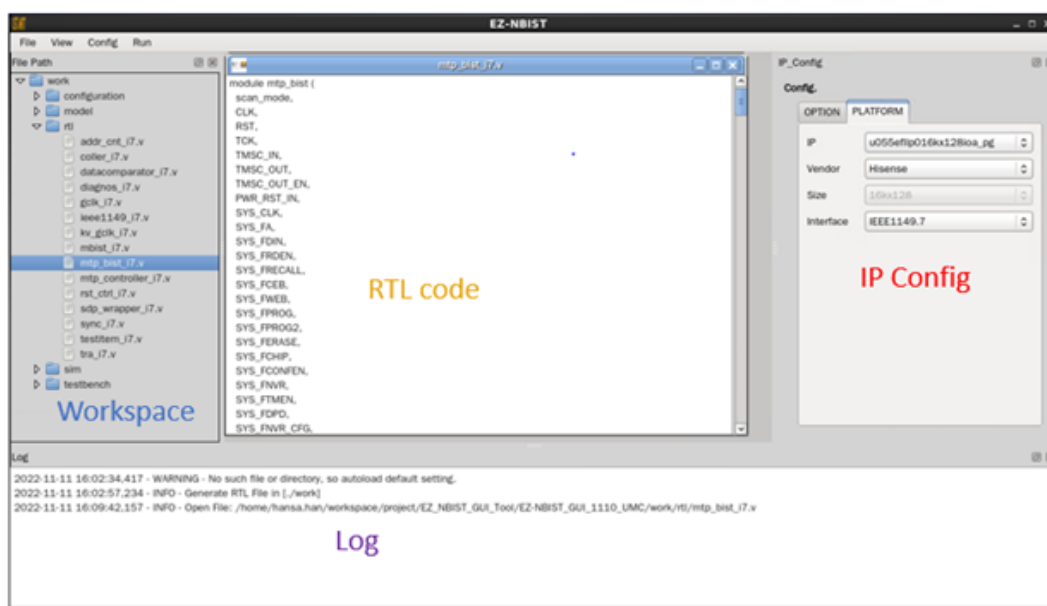 EZ-NBIST
File View Config Run
File Path
work
configuration
model
rtl
addr_cnt_i7.v
coller_i7.v
datacomparator_i7.v
diagnos_i7.v
gclk_i7.v
ieee1149_i7.v
kv_gclk_i7.v
mbist_i7.v
mtp_bist_i7.v
mtp_controller_i7.v
rst_ctrl_i7.v
sdp_wrapper_i7.v
sync_i7.v
testitem_i7.v
tra_i7.v
sim
testbench
Workspace
mtp_bist_i7.v
module mtp_bist (
scan_mode,
CLK,
RST,
TCK,
TMSC_IN,
TMSC_OUT,
TMSC_OUT_EN,
PWR_RST_IN,
SYS_CLK,
SYS_FA,
SYS_FDIN,
SYS_FRDEN,
SYS_FRECALL,
SYS_FCEB,
SYS_FWEB,
SYS_FPROG,
SYS_FPROG2,
SYS_FERASE,
SYS_FCHIP,
SYS_FCONFEN,
SYS_FNVR,
SYS_FTMEN,
SYS_FDPD,
SYS_FNVR_CFG,
RTL code
IP_Config
Config.
OPTION PLATFORM
IP u055eflip016kx128ioa_pg
Vendor Hisense
Size 16kx128
Interface IEEE1149.7
IP Config
Log
2022-11-11 16:02:34,417 - WARNING - No such file or directory, so autoload default setting.
2022-11-11 16:02:57,234 - INFO - Generate RTL File in [./work]
2022-11-11 16:09:42,157 - INFO - Open File: /home/hansa.han/workspace/project/EZ_NBIST_GUI_Tool/EZ-NBIST_GUI_1110_UMC/work/rtl/mtp_bist_i7.v
Log